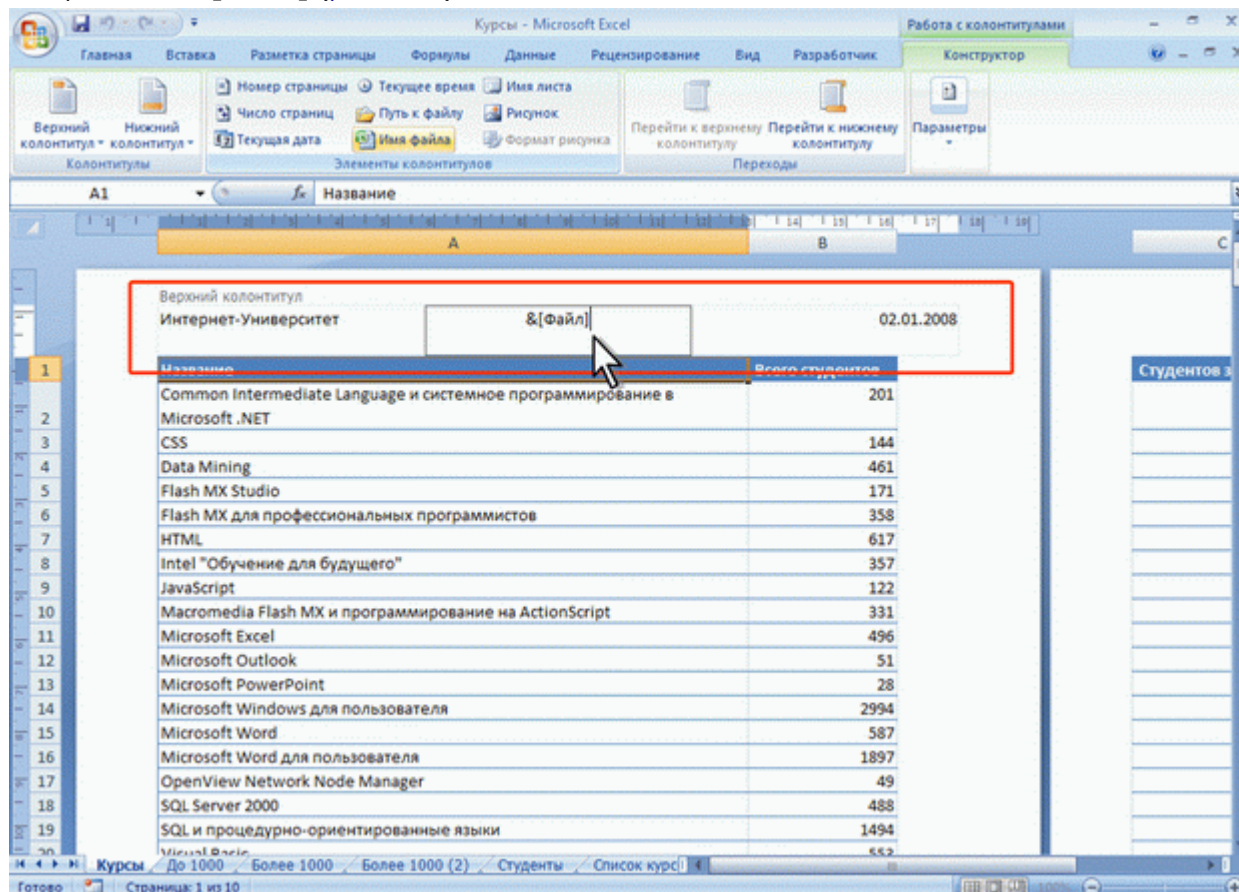 Курсы - Microsoft Excel
Работа с колонтитулами
Главная Вставка Разметка страницы Формулы Данные Рецензирование Вид Разработчик Конструктор
Номер страницы Текущее время Имя листа
Число страниц Путь к файлу Рисунок
Текущая дата Имя файла Формат рисунка
Верхний колонтитул
Нижний колонтитул
Перейти к верхнему колонтитулу
Перейти к нижнему колонтитулу
Параметры
Колонтитулы Элементы колонтитулов Переходы
A1 fx Название
A B C
Верхний колонтитул
Интернет-Университет &[Файл] 02.01.2008
1 Название Всего студентов Студентов з
Common Intermediate Language и системное программирование в 201
2 Microsoft .NET
3 CSS 144
4 Data Mining 461
5 Flash MX Studio 171
6 Flash MX для профессиональных программистов 358
7 HTML 617
8 Intel "Обучение для будущего" 357
9 JavaScript 122
10 Macromedia Flash MX и программирование на ActionScript 331
11 Microsoft Excel 496
12 Microsoft Outlook 51
13 Microsoft PowerPoint 28
14 Microsoft Windows для пользователя 2994
15 Microsoft Word 587
16 Microsoft Word для пользователя 1897
17 OpenView Network Node Manager 49
18 SQL Server 2000 488
19 SQL и процедурно-ориентированные языки 1494
20 Visual Basic 552
Курсы До 1000 Более 1000 Более 1000 (2) Студенты Список курс
Готово Страница: 1 из 10 100%